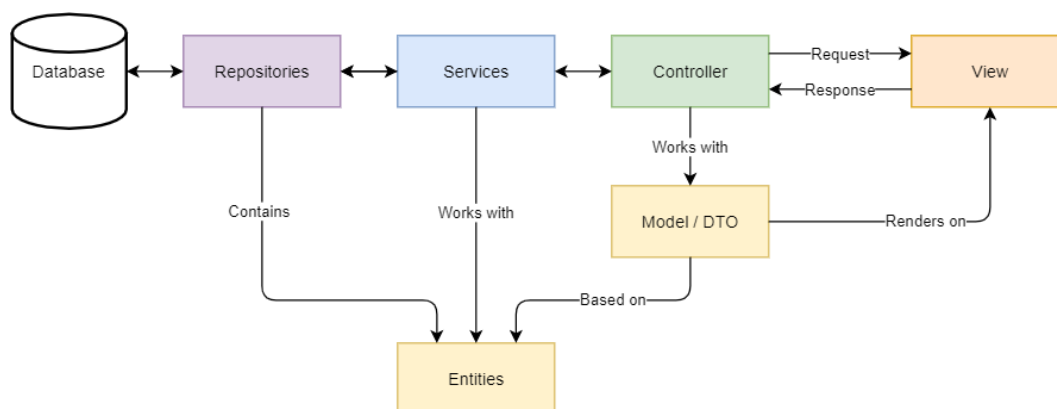 Database
Repositories
Services
Controller
Request
Response
View
Works with
Contains
Works with
Model / DTO
Renders on
Based on
Entities